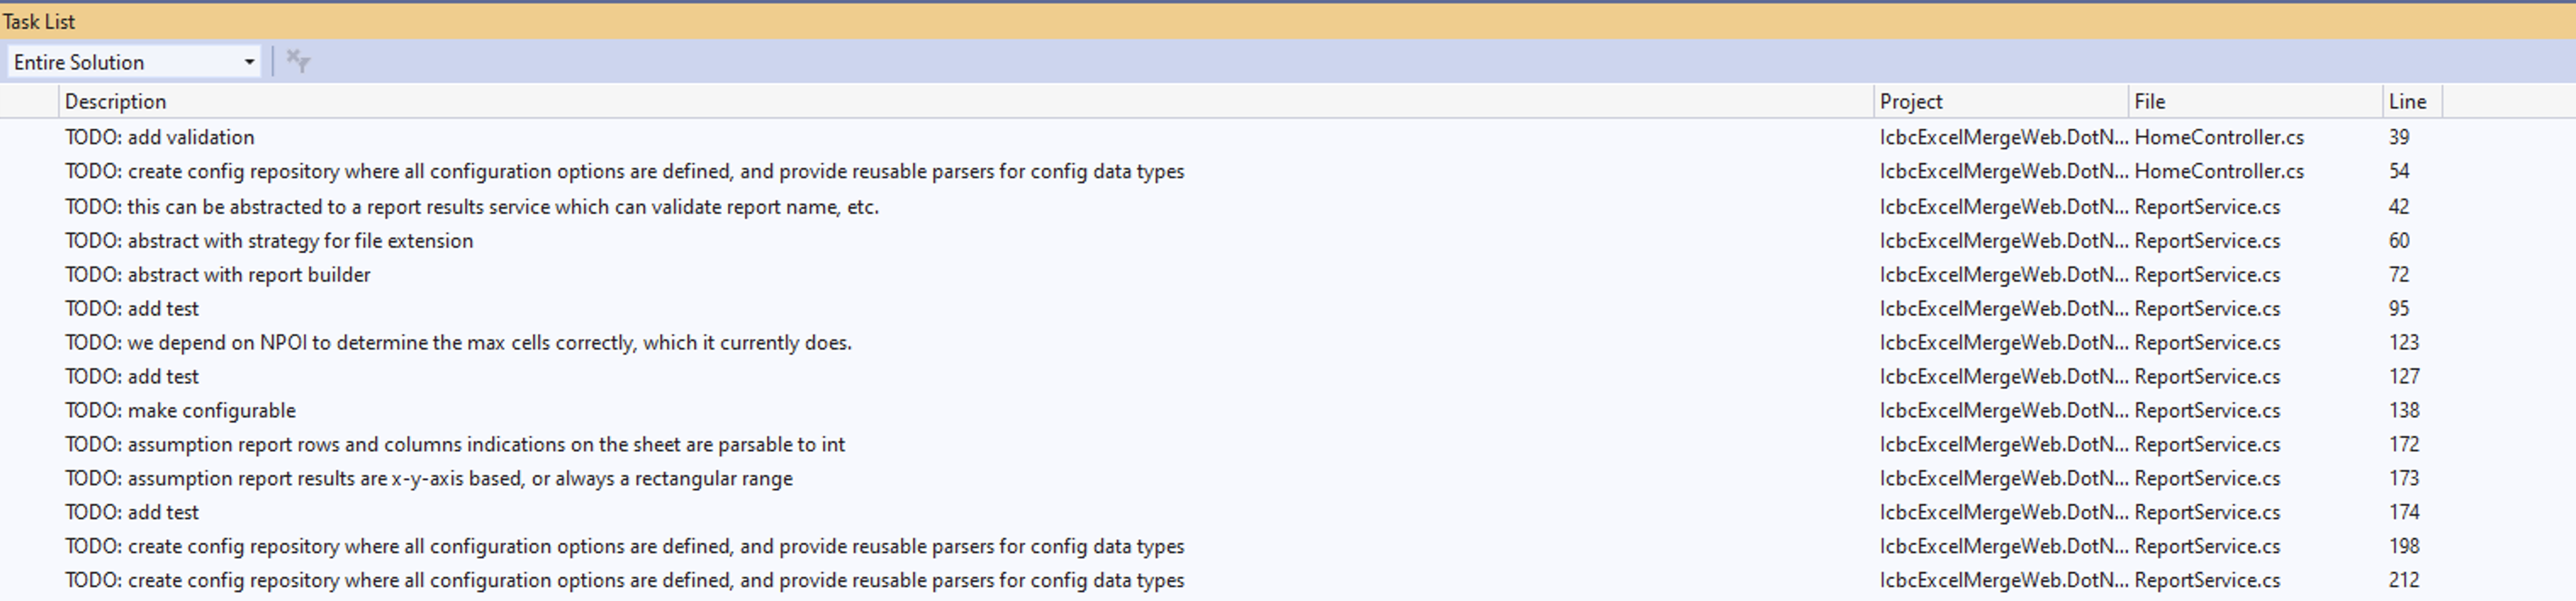 Task List
Entire Solution
Description Project File Line
TODO: add validation IcbcExcelMergeWeb.DotN... HomeController.cs 39
TODO: create config repository where all configuration options are defined, and provide reusable parsers for config data types IcbcExcelMergeWeb.DotN... HomeController.cs 54
TODO: this can be abstracted to a report results service which can validate report name, etc. IcbcExcelMergeWeb.DotN... ReportService.cs 42
TODO: abstract with strategy for file extension IcbcExcelMergeWeb.DotN... ReportService.cs 60
TODO: abstract with report builder IcbcExcelMergeWeb.DotN... ReportService.cs 72
TODO: add test IcbcExcelMergeWeb.DotN... ReportService.cs 95
TODO: we depend on NPOI to determine the max cells correctly, which it currently does. IcbcExcelMergeWeb.DotN... ReportService.cs 123
TODO: add test IcbcExcelMergeWeb.DotN... ReportService.cs 127
TODO: make configurable IcbcExcelMergeWeb.DotN... ReportService.cs 138
TODO: assumption report rows and columns indications on the sheet are parsable to int IcbcExcelMergeWeb.DotN... ReportService.cs 172
TODO: assumption report results are x-y-axis based, or always a rectangular range IcbcExcelMergeWeb.DotN... ReportService.cs 173
TODO: add test IcbcExcelMergeWeb.DotN... ReportService.cs 174
TODO: create config repository where all configuration options are defined, and provide reusable parsers for config data types IcbcExcelMergeWeb.DotN... ReportService.cs 198
TODO: create config repository where all configuration options are defined, and provide reusable parsers for config data types IcbcExcelMergeWeb.DotN... ReportService.cs 212